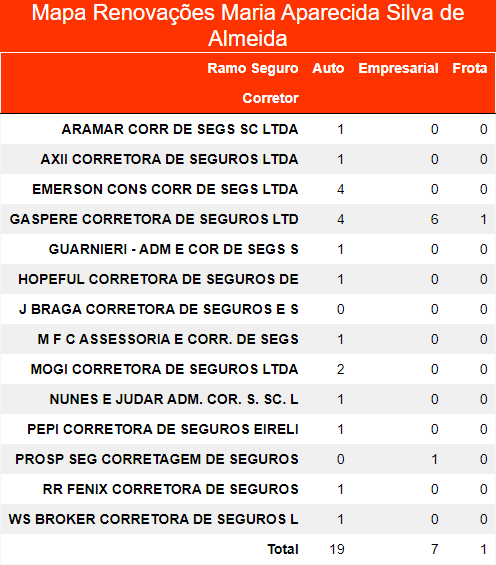 Mapa Renovações Maria Aparecida Silva de
Almeida
Ramo Seguro Auto Empresarial Frota
Corretor
ARAMAR CORR DE SEGS SC LTDA 1 0 0
AXII CORRETORA DE SEGUROS LTDA 1 0 0
EMERSON CONS CORR DE SEGS LTDA 4 0 0
GASPERE CORRETORA DE SEGUROS LTD 4 6 1
GUARNIERI - ADM E COR DE SEGS S 1 0 0
HOPEFUL CORRETORA DE SEGUROS DE 1 0 0
J BRAGA CORRETORA DE SEGUROS E S 0 0 0
M F C ASSESSORIA E CORR. DE SEGS 1 0 0
MOGI CORRETORA DE SEGUROS LTDA 2 0 0
NUNES E JUDAR ADM. COR. S. SC. L 1 0 0
PEPI CORRETORA DE SEGUROS EIRELI 1 0 0
PROSP SEG CORRETAGEM DE SEGUROS 0 1 0
RR FENIX CORRETORA DE SEGUROS 1 0 0
WS BROKER CORRETORA DE SEGUROS L 1 0 0
Total 19 7 1